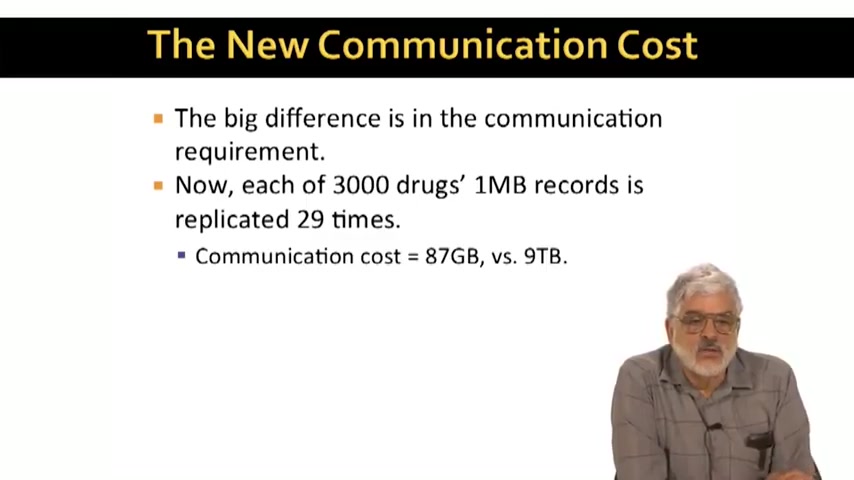 The New Communication Cost
The big difference is in the communication
requirement.
Now, each of 3000 drugs’ 1MB records is
replicated 29 times.
Communication cost = 87GB, vs. 9TB.